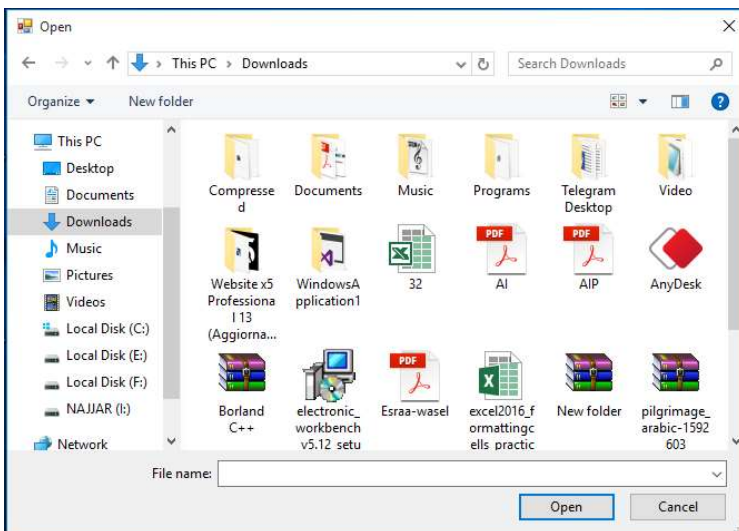 Open
This PC > Downloads
Search Downloads
Organize
New folder
This PC
Desktop
Documents
Downloads
Music
Pictures
Videos
Local Disk (C:)
Local Disk (E:)
Local Disk (F:)
NAJJAR (I:)
Network
Compresse
d
Documents
Music
Programs
Telegram
Desktop
Video
Website x5
Professiona
l 13
(Aggiorna...
WindowsA
pplication1
32
PDF
AI
PDF
AIP
AnyDesk
Borland
C++
electronic_
workbench
v5.12 setu
PDF
Esraa-wasel
excel2016_f
ormattingc
ells practic
New folder
pilgrimage_
arabic-1592
603
File name:
Open
Cancel